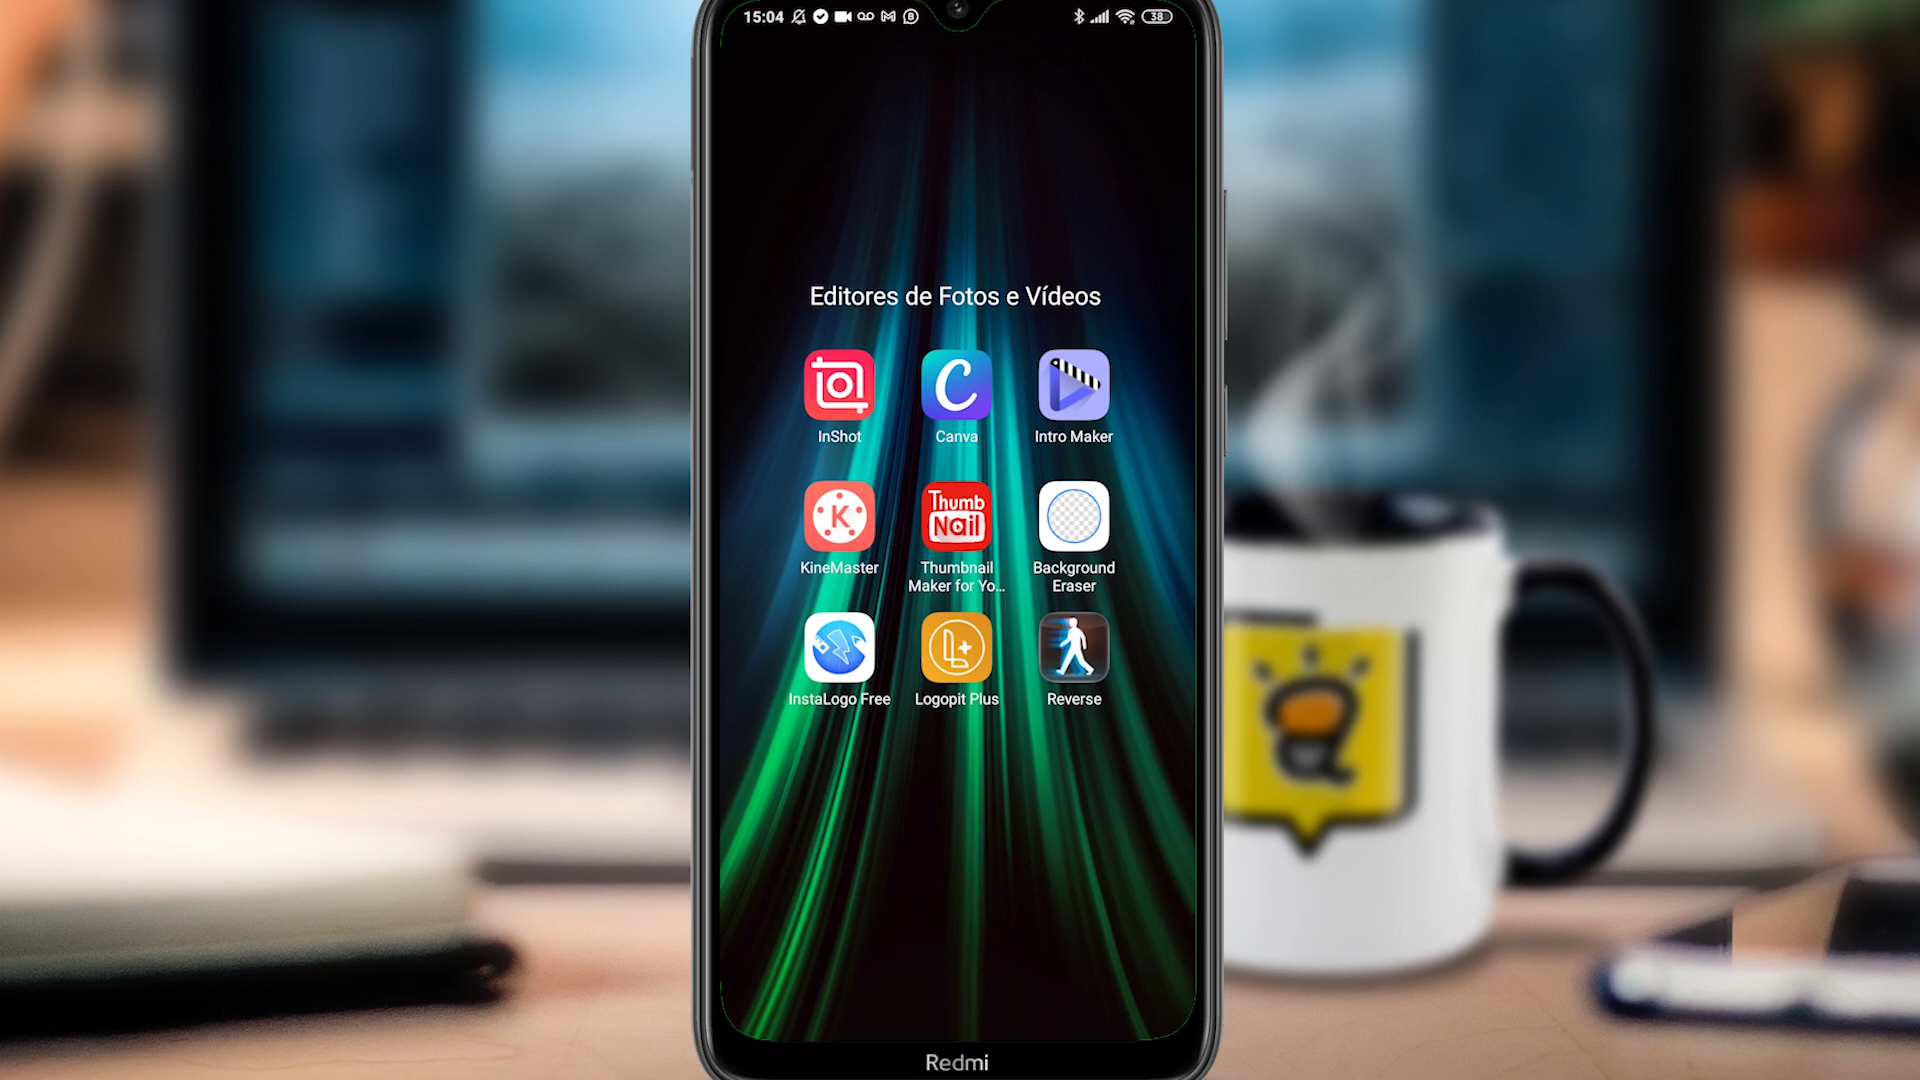 15:04
38
Editores de Fotos e Vídeos
InShot
Canva
Intro Maker
K
Thumb
Nail
KineMaster
Thumbnail
Maker for Yo...
Background
Eraser
InstaLogo Free
Logopit Plus
Reverse
Redmi